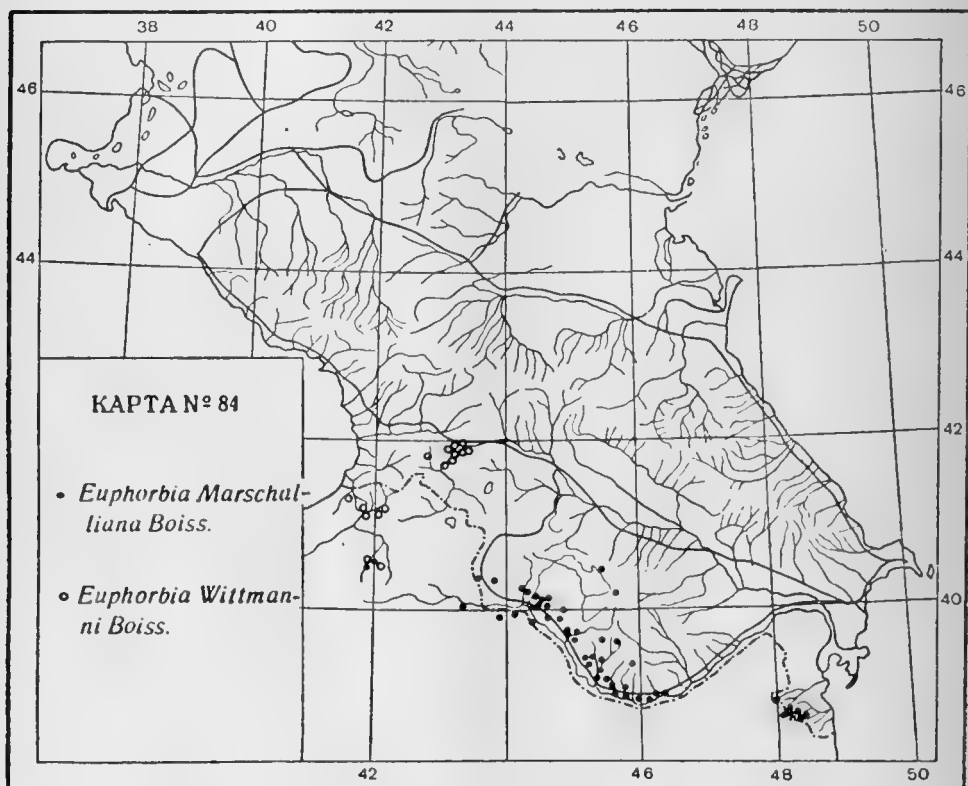 38 40 42 44 46 48 50
46 46
44 44
КАРТА № 84
42
• Euphorbia Marschal-
liana Boiss.
40
○ Euphorbia Wittman-
ni Boiss.
42 44 46 48 50